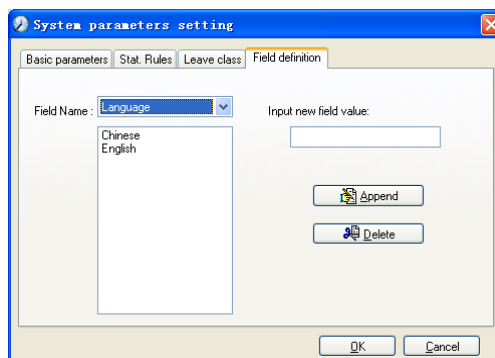 System parameters setting
Basic parameters Stat. Rules Leave class Field definition
Field Name : Language Input new field value:
Chinese
English
Append
Delete
OK Cancel